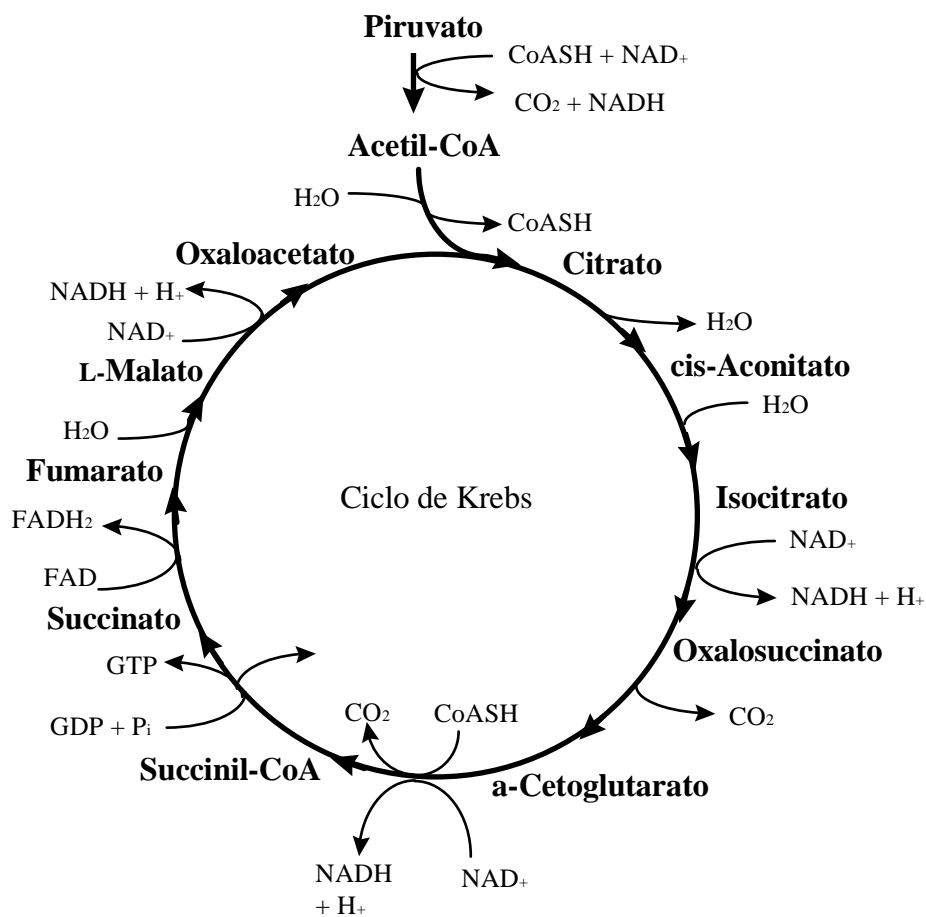 Piruvato
CoASH + NAD+
CO2 + NADH
Acetil-CoA
H2O
CoASH
Oxaloacetato
Citrato
NADH + H+
NAD+
H2O
L-Malato
cis-Aconitato
H2O
H2O
Fumarato
Ciclo de Krebs
Isocitrato
FADH2
NAD+
FAD
NADH + H+
Succinato
Oxalosuccinato
GTP
GDP + Pi
CO2
CoASH
CO2
Succinil-CoA
a-Cetoglutarato
NADH
+ H+
NAD+